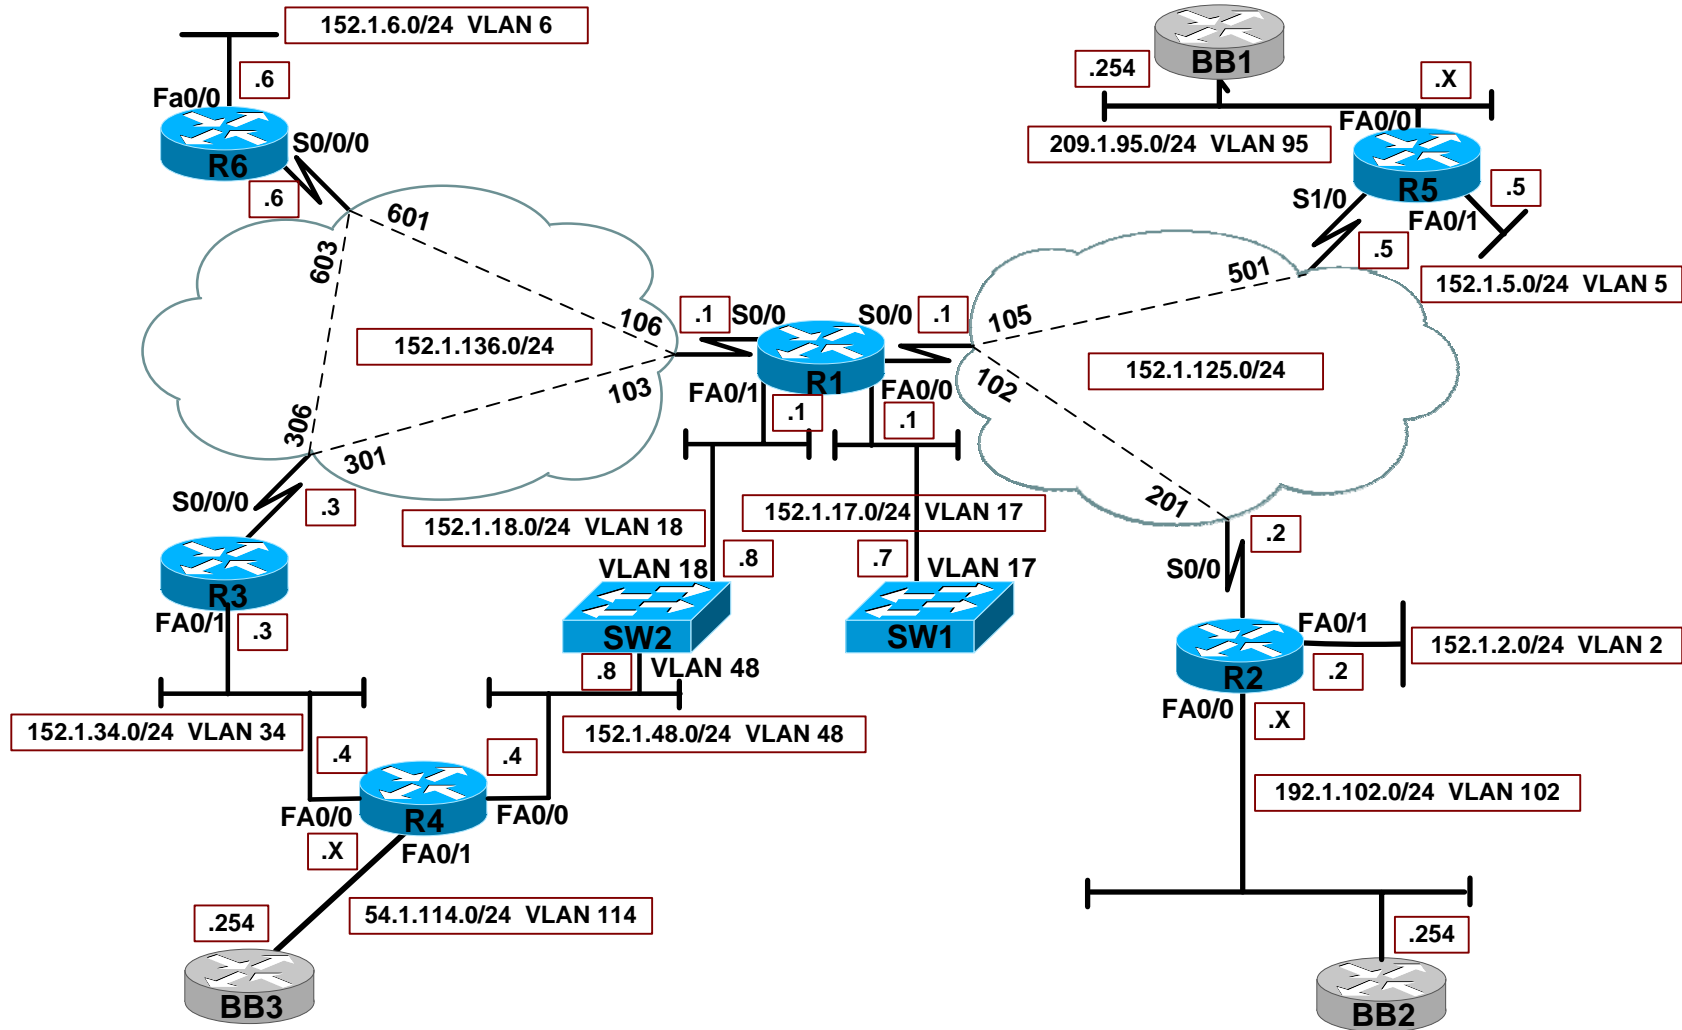 152.1.6.0/24  VLAN 6
.6
Fa0/0
S0/0/0
R6
.6
601
603
BB1
.254
.X
FA0/0
209.1.95.0/24  VLAN 95
R5
.5
S1/0
FA0/1
.5
501
152.1.5.0/24  VLAN 5
152.1.136.0/24
106
103
.1
S0/0
S0/0
.1
R1
FA0/1
FA0/0
.1
.1
105
102
152.1.125.0/24
201
306
301
S0/0/0
.3
R3
FA0/1
.3
152.1.18.0/24  VLAN 18
152.1.17.0/24  VLAN 17
VLAN 18
.8
.7
VLAN 17
SW2
SW1
.8
VLAN 48
.2
S0/0
R2
FA0/1
.2
152.1.2.0/24  VLAN 2
FA0/0
.X
152.1.34.0/24  VLAN 34
152.1.48.0/24  VLAN 48
.4
.4
FA0/0
FA0/0
R4
.X
FA0/1
192.1.102.0/24  VLAN 102
54.1.114.0/24  VLAN 114
.254
BB3
.254
BB2